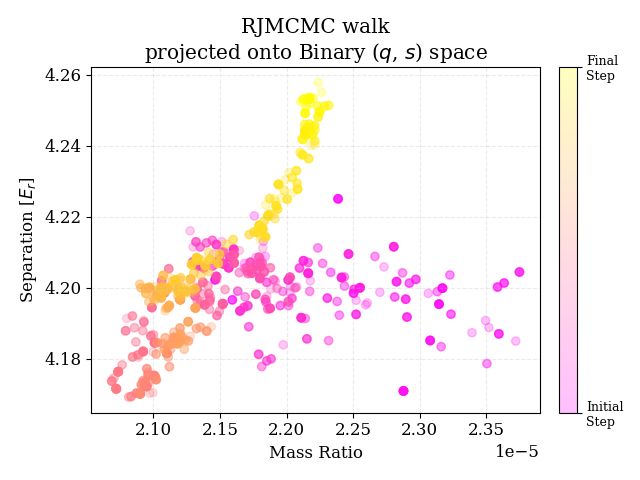 RJMCMC walk
projected onto Binary (q, s) space
4.26
4.24
4.22
4.20
4.18
Separation [E_r]
2.10 2.15 2.20 2.25 2.30 2.35
1e−5
Mass Ratio
Final
Step
Initial
Step